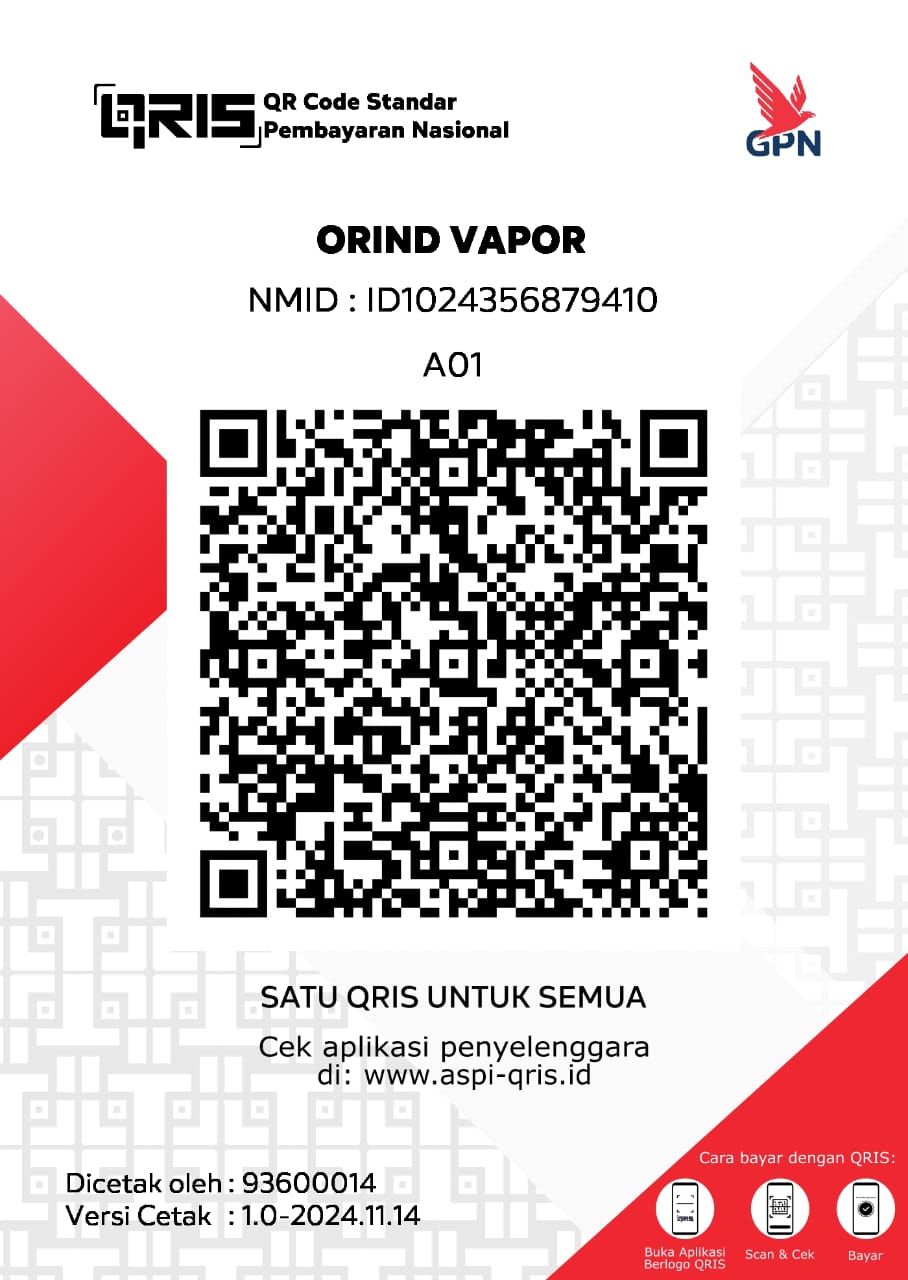 QRIS QR Code Standar
Pembayaran Nasional
GPN
ORIND VAPOR
NMID : ID1024356879410
A01
SATU QRIS UNTUK SEMUA
Cek aplikasi penyelenggara
di: www.aspi-qris.id
Dicetak oleh : 93600014
Versi Cetak : 1.0-2024.11.14
Cara bayar dengan QRIS:
Buka Aplikasi
Berlogo QRIS
Scan & Cek
Bayar